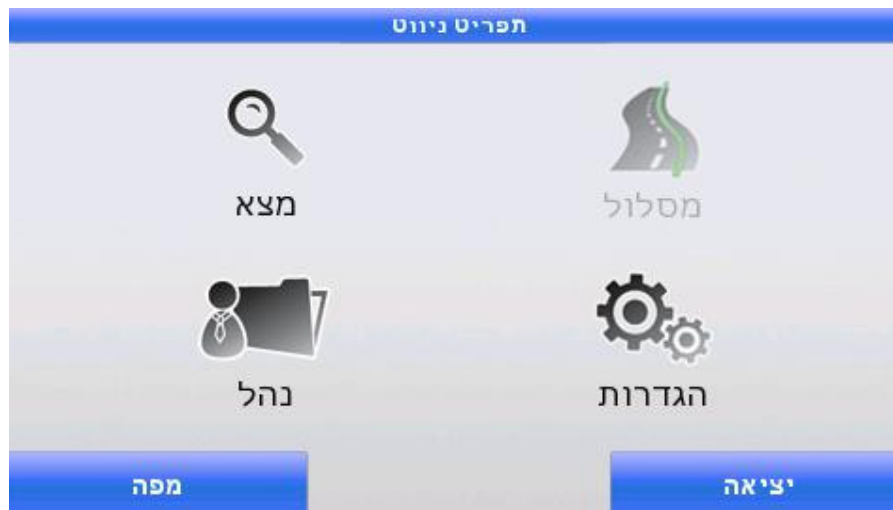 תפריט ניווט
מסלול
מצא
הגדרות
נהל
יציאה
מפה